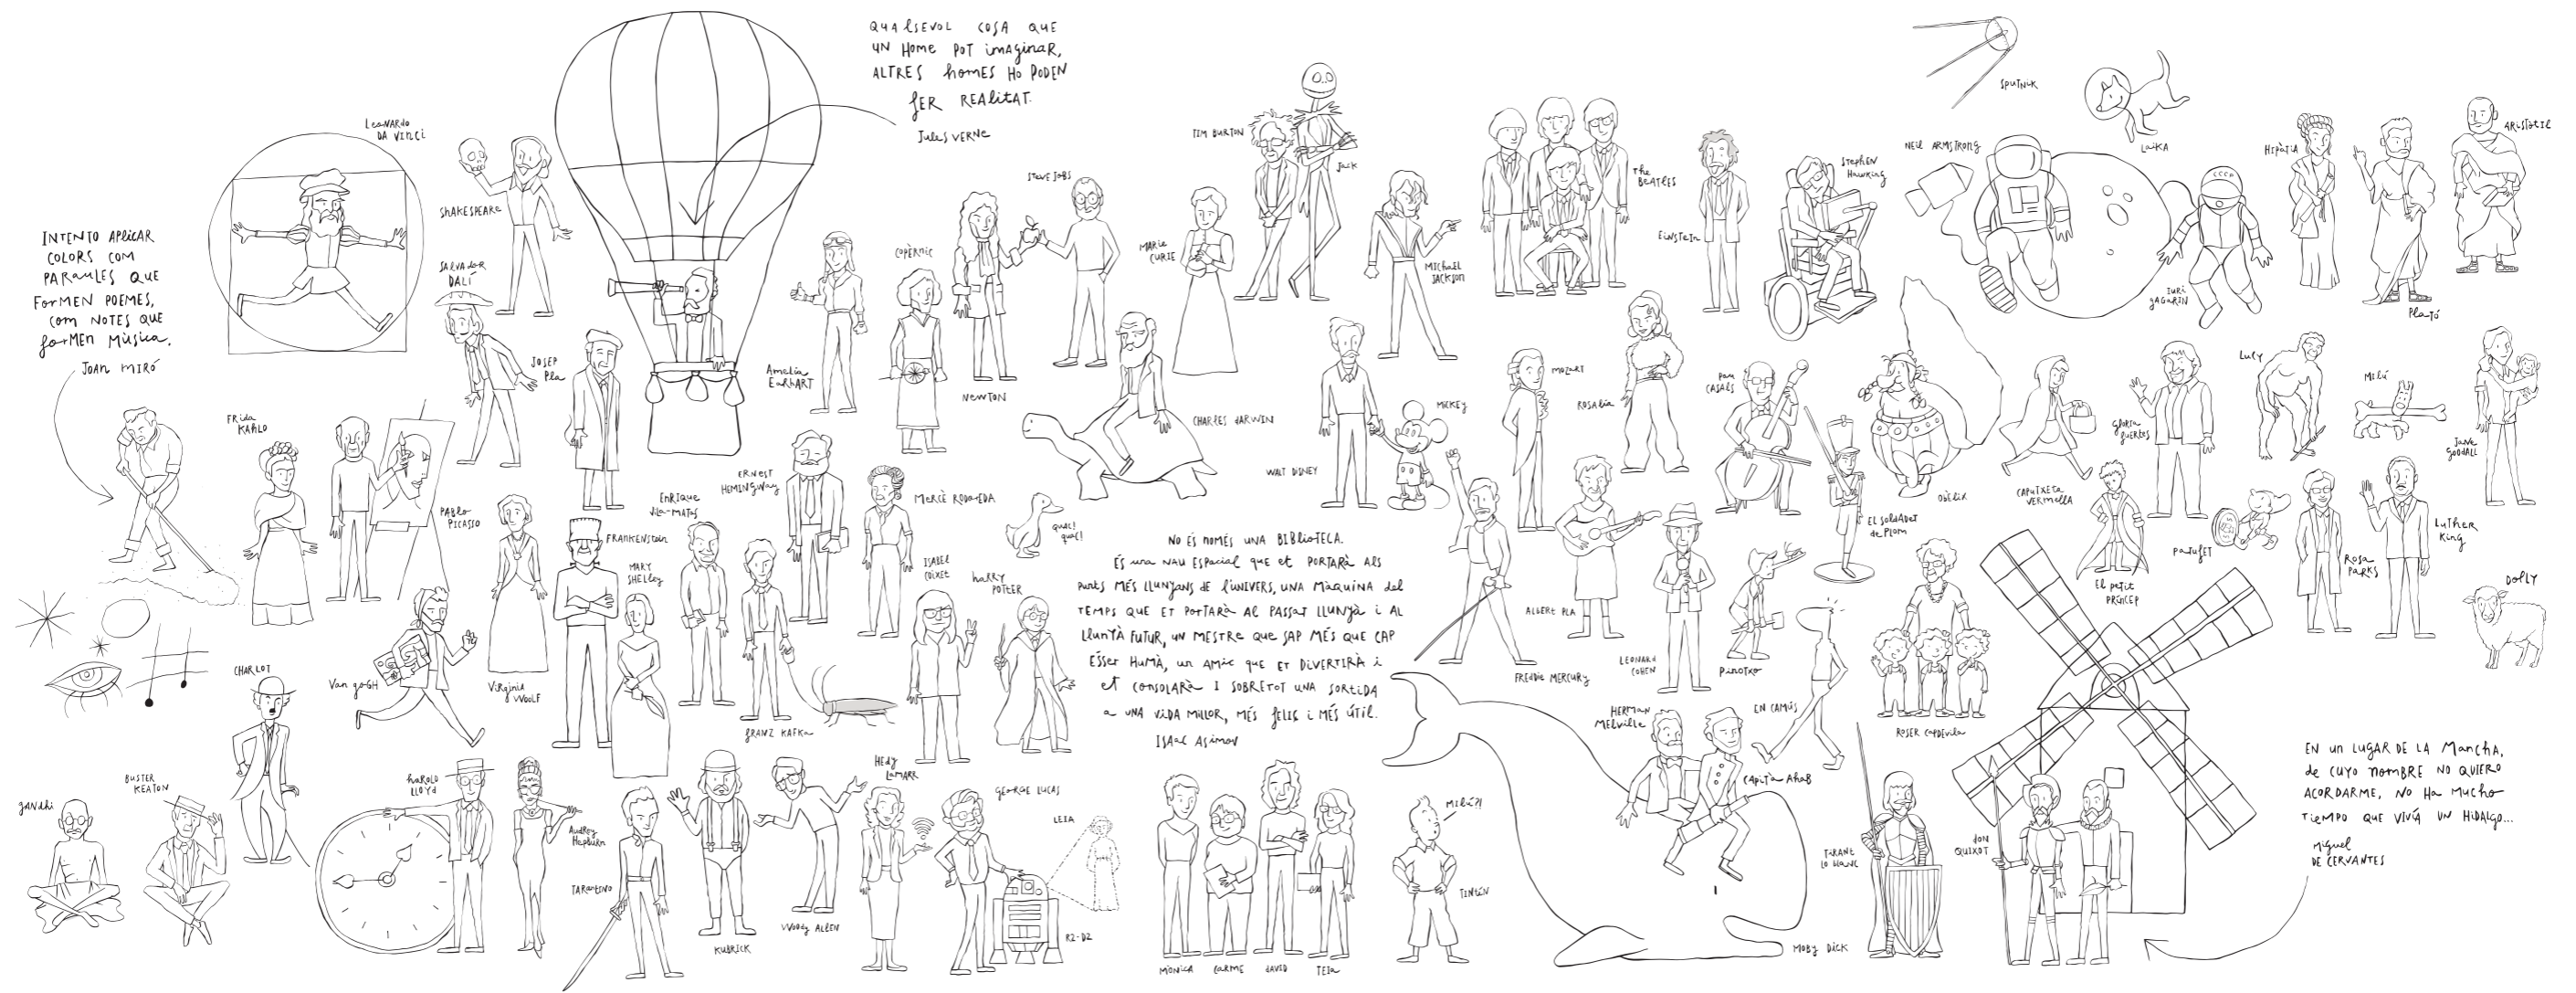 QUALSEVOL COSA QUE
UN HOME POT IMAGINAR,
ALTRES HOMES HO PODEN
FER REALITAT.
JULES VERNE
SPUTNIK
LAIKA
LEONARDO
DA VINCI
TIM BURTON
JACK
THE
BEATLES
STEPHEN
HAWKING
NEIL ARMSTRONG
HIPÀTIA
ARISTÒTIL
SHAKESPEARE
STEVE JOBS
EINSTEIN
CCCP
IURI
GAGARIN
PLATÓ
INTENTO APLICAR
COLORS COM
PARAULES QUE
FORMEN POEMES,
COM NOTES QUE
FORMEN MÚSICA.
JOAN MIRÓ
SALVADOR
DALÍ
COPÈRNIC
MARIE
CURIE
MICHAEL
JACKSON
JOSEP
PLA
AMELIA
EARHART
NEWTON
CHARLES DARWIN
WALT DISNEY
MICKEY
MOZART
ROSALIA
PAU
CASALS
OBÈLIX
CAPUTXETA
VERMELLA
GLORIA
FUERTES
LUCY
MILÚ
JANE
GOODALL
FRIDA
KAHLO
PABLO
PICASSO
ERNEST
HEMINGWAY
MERCÈ RODOREDA
ENRIQUE
VILA-MATAS
FRANKENSTEIN
MARY
SHELLEY
QUAC!
QUAC!
ISABEL
COIXET
HARRY
POTTER
NO ÉS NOMÉS UNA BIBLIOTECA.
ÉS UNA NAU ESPACIAL QUE ET PORTARÀ ALS
PUNTS MÉS LLUNYANS DE L'UNIVERS, UNA MÀQUINA DEL
TEMPS QUE ET PORTARÀ AL PASSAT LLUNYÀ I AL
LLUNYÀ FUTUR, UN MESTRE QUE SAP MÉS QUE CAP
ÉSSER HUMÀ, UN AMIC QUE ET DIVERTIRÀ I
ET CONSOLARÀ I SOBRETOT UNA SORTIDA
A UNA VIDA MILLOR, MÉS FELIÇ I MÉS ÚTIL.
ISAAC ASIMOV
ALBERT PLA
FREDDIE MERCURY
LEONARD
COHEN
PINOTXO
EL SOLDADET
DE PLOM
EL PETIT
PRÍNCEP
PATUFET
ROSA
PARKS
LUTHER
KING
DOLLY
CHARLOT
VAN GOGH
VIRGINIA
WOOLF
FRANZ KAFKA
HERMAN
MELVILLE
CAPITÀ AHAB
EN CAMÚS
ROSER CAPDEVILA
GANDHI
BUSTER
KEATON
HAROLD
LLOYD
AUDREY
HEPBURN
TARANTINO
KUBRICK
WOODY ALLEN
HEDY
LAMARR
GEORGE LUCAS
LEIA
R2-D2
MÒNICA
CARME
DAVID
TEIA
MILÚ?!
TINTÍN
MOBY DICK
TIRANT
LO BLANC
DON
QUIXOT
EN UN LUGAR DE LA MANCHA,
DE CUYO NOMBRE NO QUIERO
ACORDARME, NO HA MUCHO
TIEMPO QUE VIVÍA UN HIDALGO...
MIGUEL
DE CERVANTES